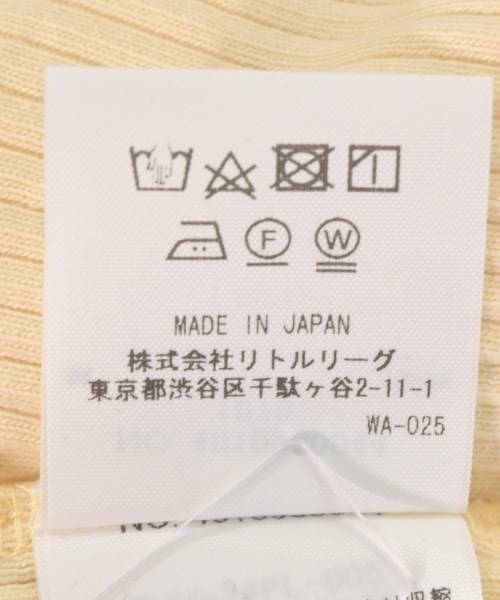 F W
MADE IN JAPAN
株式会社リトルリーグ
東京都渋谷区千駄ヶ谷2-11-1
WA-025